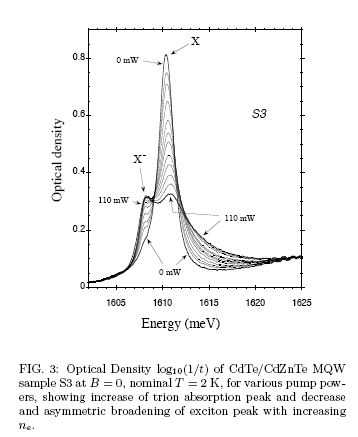 X
0 mW
0.8
S3
0.6
Optical density
0.4
X-
110 mW
110 mW
0.2
0 mW
0
1605 1610 1615 1620 1625
Energy (meV)
FIG. 3: Optical Density log10(1/t) of CdTe/CdZnTe MQW
sample S3 at B = 0, nominal T = 2 K, for various pump pow-
ers, showing increase of trion absorption peak and decrease
and asymmetric broadening of exciton peak with increasing